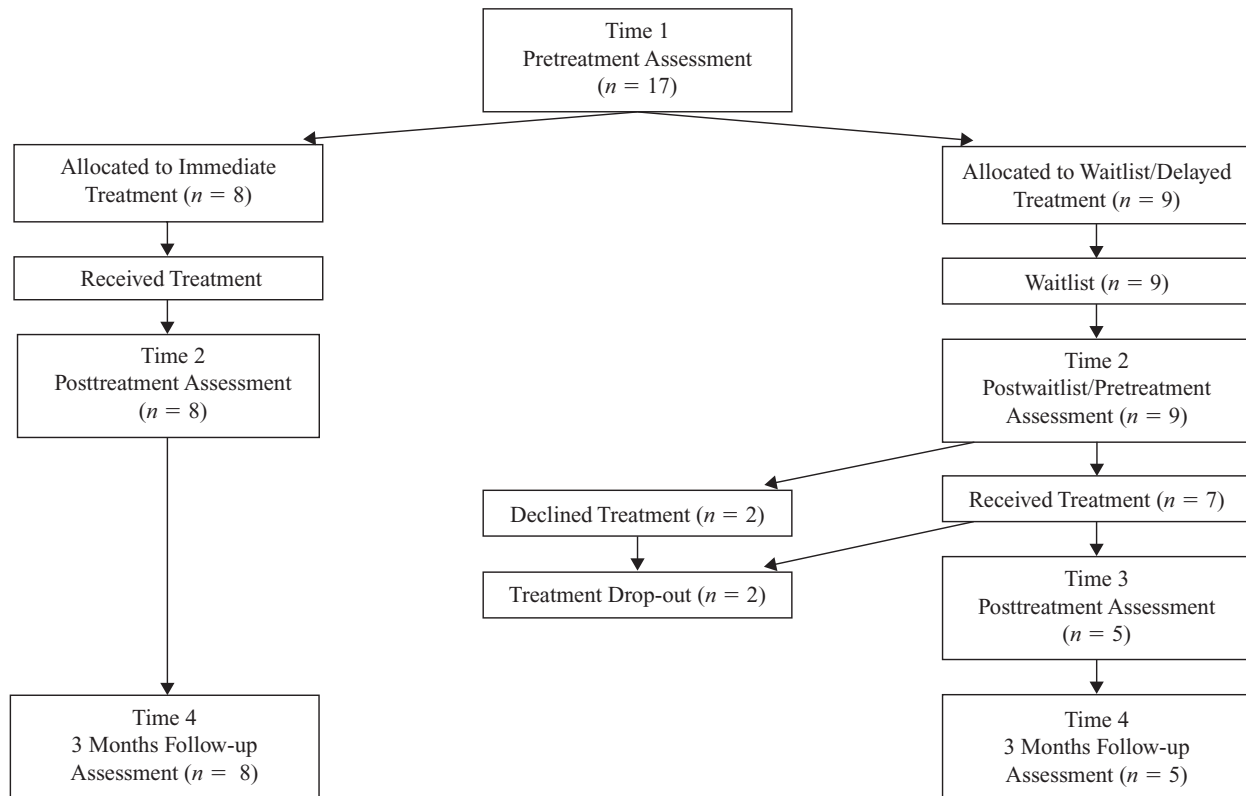 Time 1
Pretreatment Assessment
(n = 17)
Allocated to Immediate
Treatment (n = 8)
Allocated to Waitlist/Delayed
Treatment (n = 9)
Received Treatment
Waitlist (n = 9)
Time 2
Posttreatment Assessment
(n = 8)
Time 2
Postwaitlist/Pretreatment
Assessment (n = 9)
Declined Treatment (n = 2)
Received Treatment (n = 7)
Treatment Drop-out (n = 2)
Time 3
Posttreatment Assessment
(n = 5)
Time 4
3 Months Follow-up
Assessment (n = 8)
Time 4
3 Months Follow-up
Assessment (n = 5)